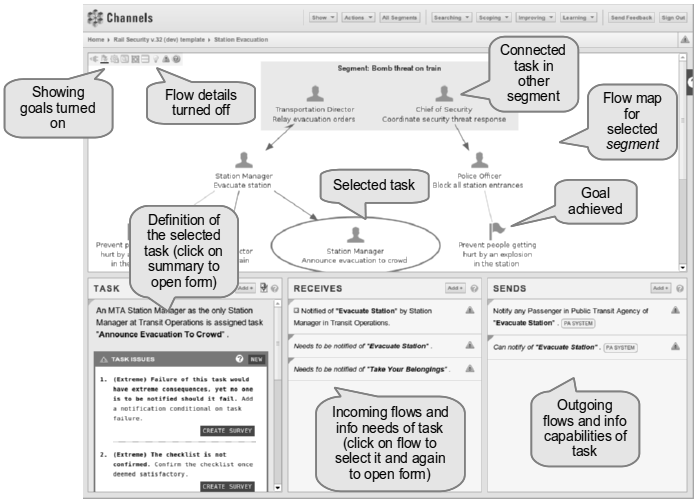 Channels
Show
Actions
All Segments
Searching
Scoping
Improving
Learning
Send Feedback
Sign Out
Home › Rail Security v.32 (dev) template › Station Evacuation
Showing
goals turned
on
Flow details
turned off
Connected
task in
other
segment
Flow map
for
selected
segment
Segment: Bomb threat on train
Transportation Director
Relay evacuation orders
Chief of Security
Coordinate security threat response
Station Manager
Evacuate station
Police Officer
Block all station entrances
Selected task
Goal
achieved
Definition of
the selected
task (click on
summary to
open form)
Prevent p
hurt by an
in the
Station Manager
Announce evacuation to crowd
Prevent people getting
hurt by an explosion
in the station
TASK
Add
An MTA Station Manager as the only Station
Manager at Transit Operations is assigned task
"Announce Evacuation To Crowd" .
TASK ISSUES
NEW
1. (Extreme) Failure of this task would
have extreme consequences, yet no one
is to be notified should it fail. Add
a notification conditional on task
failure.
CREATE SURVEY
2. (Extreme) The checklist is not
confirmed. Confirm the checklist once
deemed satisfactory.
CREATE SURVEY
RECEIVES
Add
Notified of "Evacuate Station" by Station
Manager in Transit Operations.
Needs to be notified of "Evacuate Station" .
Needs to be notified of "Take Your Belongings" .
Incoming flows and
info needs of task
(click on flow to
select it and again
to open form)
SENDS
Add
Notify any Passenger in Public Transit Agency of
"Evacuate Station" . PA SYSTEM
Can notify of "Evacuate Station" . PA SYSTEM
Outgoing
flows and info
capabilities of
task